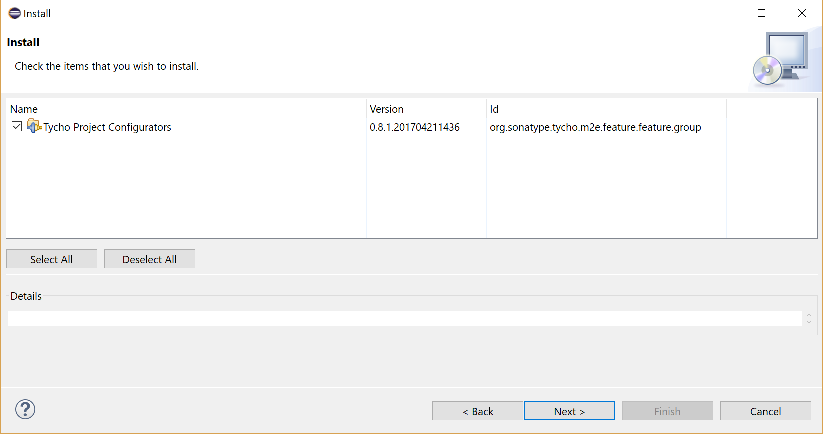 Install
Install
Check the items that you wish to install.
Name Version Id
Tycho Project Configurators 0.8.1.201704211436 org.sonatype.tycho.m2e.feature.feature.group
Select All Deselect All
Details
? < Back Next > Finish Cancel